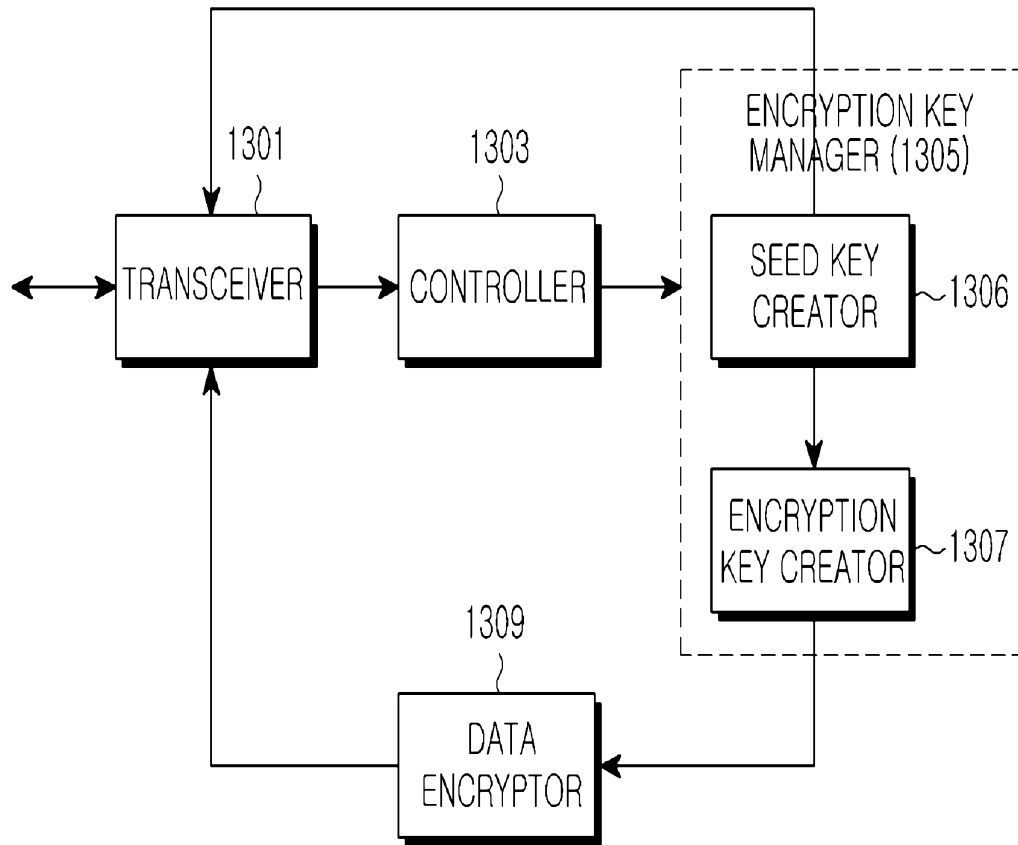 ENCRYPTION KEY
MANAGER (1305)
1301
1303
TRANSCEIVER
CONTROLLER
SEED KEY
CREATOR
1306
ENCRYPTION
KEY CREATOR
1307
1309
DATA
ENCRYPTOR